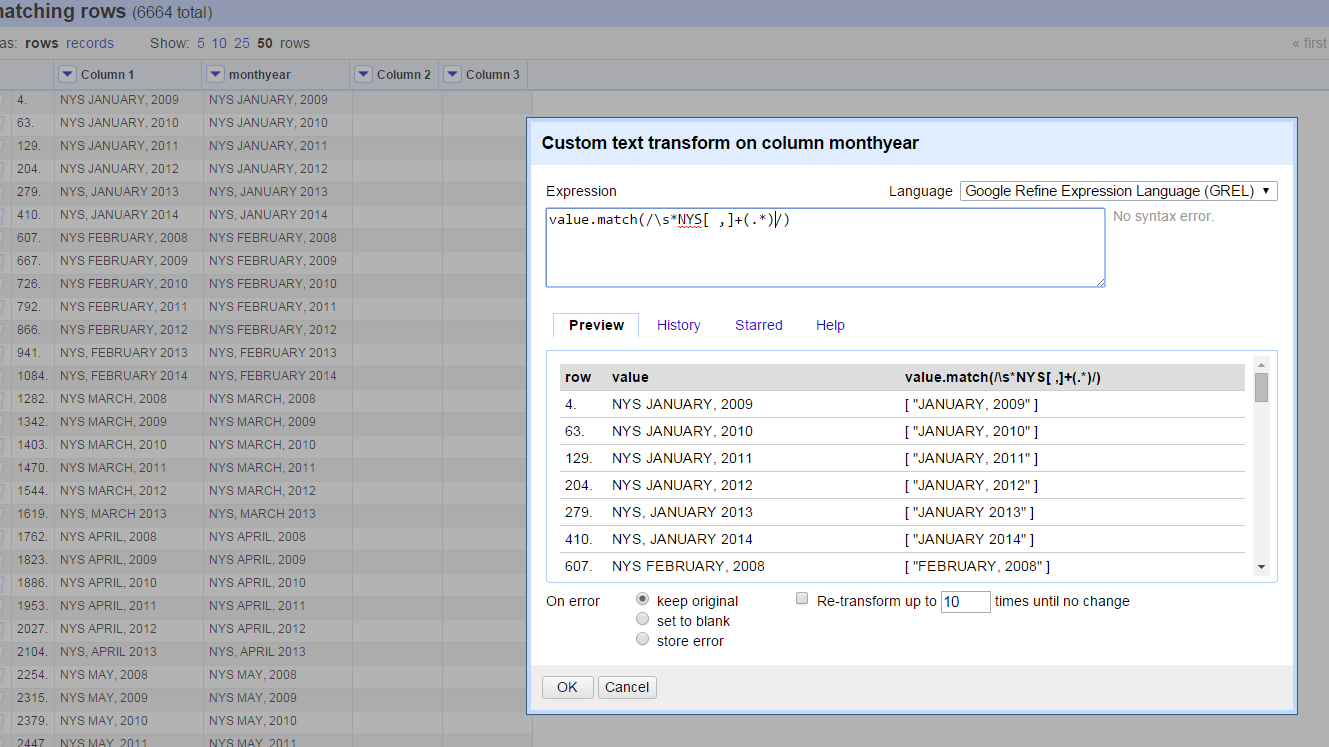 matching rows (6664 total)
as: rows records Show: 5 10 25 50 rows « first
Column 1 monthyear Column 2 Column 3
4. NYS JANUARY, 2009 NYS JANUARY, 2009
63. NYS JANUARY, 2010 NYS JANUARY, 2010
129. NYS JANUARY, 2011 NYS JANUARY, 2011
204. NYS JANUARY, 2012 NYS JANUARY, 2012
279. NYS, JANUARY 2013 NYS, JANUARY 2013
410. NYS, JANUARY 2014 NYS, JANUARY 2014
607. NYS FEBRUARY, 2008 NYS FEBRUARY, 2008
667. NYS FEBRUARY, 2009 NYS FEBRUARY, 2009
726. NYS FEBRUARY, 2010 NYS FEBRUARY, 2010
792. NYS FEBRUARY, 2011 NYS FEBRUARY, 2011
866. NYS FEBRUARY, 2012 NYS FEBRUARY, 2012
941. NYS, FEBRUARY 2013 NYS, FEBRUARY 2013
1084. NYS, FEBRUARY 2014 NYS, FEBRUARY 2014
1282. NYS MARCH, 2008 NYS MARCH, 2008
1342. NYS MARCH, 2009 NYS MARCH, 2009
1403. NYS MARCH, 2010 NYS MARCH, 2010
1470. NYS MARCH, 2011 NYS MARCH, 2011
1544. NYS MARCH, 2012 NYS MARCH, 2012
1619. NYS, MARCH 2013 NYS, MARCH 2013
1762. NYS APRIL, 2008 NYS APRIL, 2008
1823. NYS APRIL, 2009 NYS APRIL, 2009
1886. NYS APRIL, 2010 NYS APRIL, 2010
1953. NYS APRIL, 2011 NYS APRIL, 2011
2027. NYS APRIL, 2012 NYS APRIL, 2012
2104. NYS, APRIL 2013 NYS, APRIL 2013
2254. NYS MAY, 2008 NYS MAY, 2008
2315. NYS MAY, 2009 NYS MAY, 2009
2379. NYS MAY, 2010 NYS MAY, 2010
2447. NYS MAY, 2011 NYS MAY, 2011
Custom text transform on column monthyear
Expression Language Google Refine Expression Language (GREL)
value.match(/\s*NYS[ ,]+(.*)/) No syntax error.
Preview History Starred Help
row value value.match(/\s*NYS[ ,]+(.*)/)
4. NYS JANUARY, 2009 [ "JANUARY, 2009" ]
63. NYS JANUARY, 2010 [ "JANUARY, 2010" ]
129. NYS JANUARY, 2011 [ "JANUARY, 2011" ]
204. NYS JANUARY, 2012 [ "JANUARY, 2012" ]
279. NYS, JANUARY 2013 [ "JANUARY 2013" ]
410. NYS, JANUARY 2014 [ "JANUARY 2014" ]
607. NYS FEBRUARY, 2008 [ "FEBRUARY, 2008" ]
On error keep original Re-transform up to 10 times until no change
set to blank
store error
OK Cancel